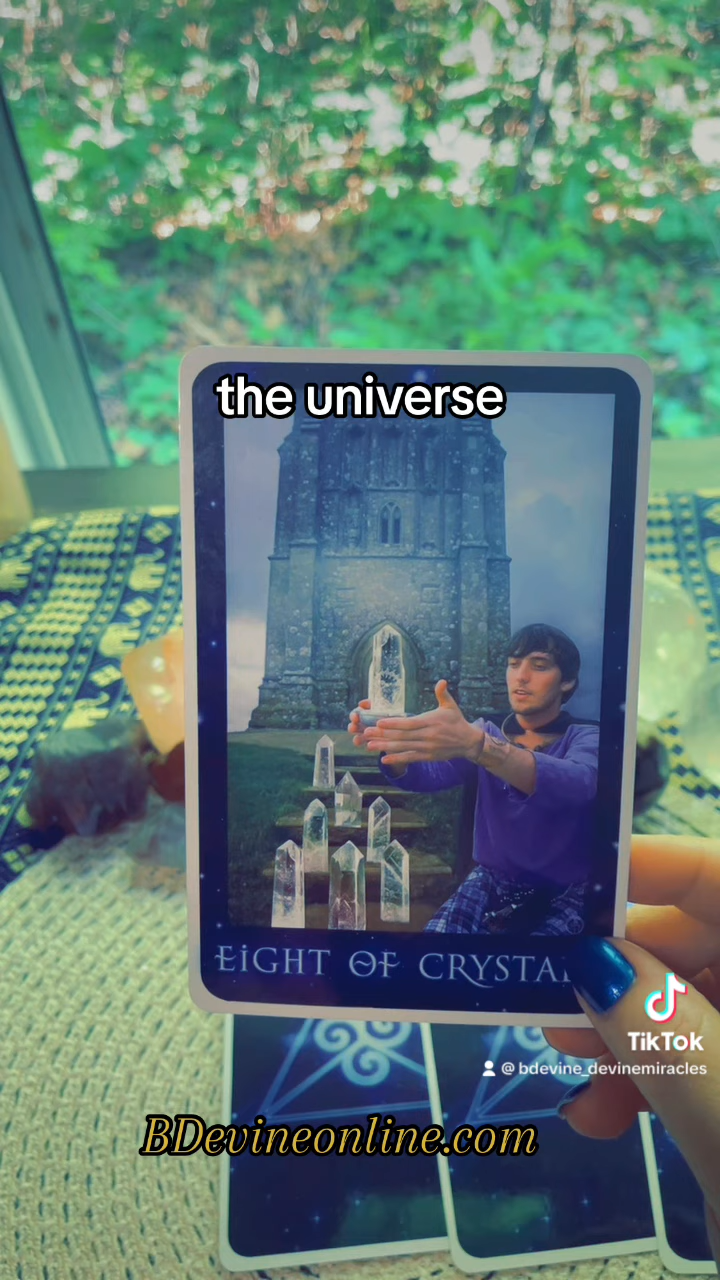 the universe
EiGHT OF CRYSTA
TikTok
@bdevine_devinemiracles
BDevineonline.com